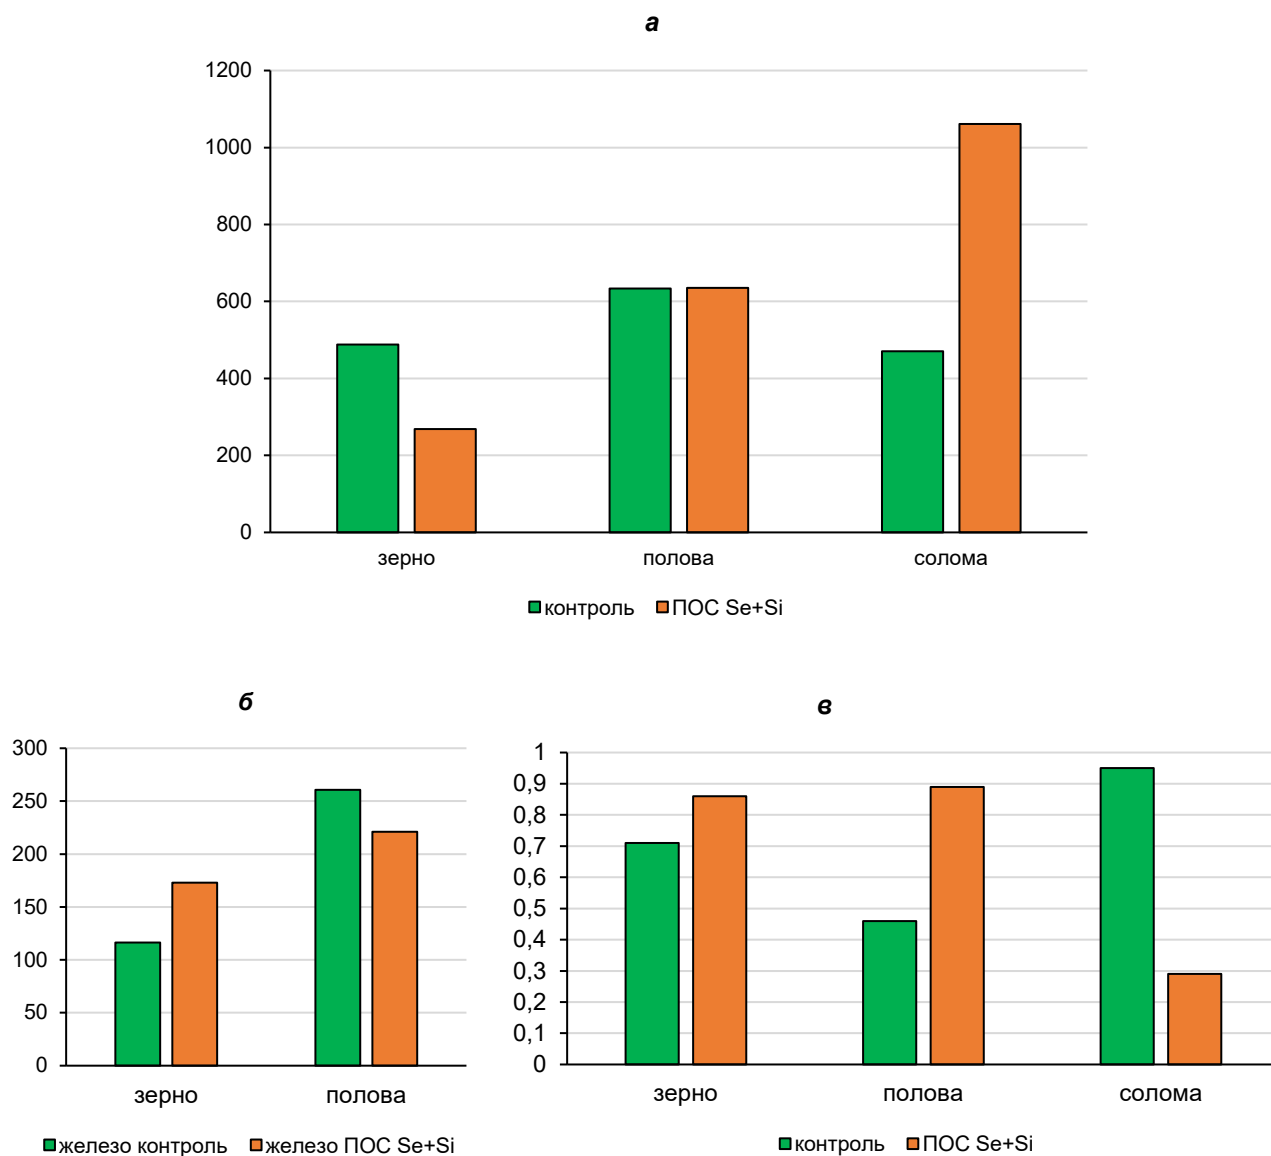 а
1200
1000
800
600
400
200
0
зерно полова солома
контроль ПОС Se+Si
б
300
250
200
150
100
50
0
зерно полова
железо контроль железо ПОС Se+Si
в
1
0,9
0,8
0,7
0,6
0,5
0,4
0,3
0,2
0,1
0
зерно полова солома
контроль ПОС Se+Si